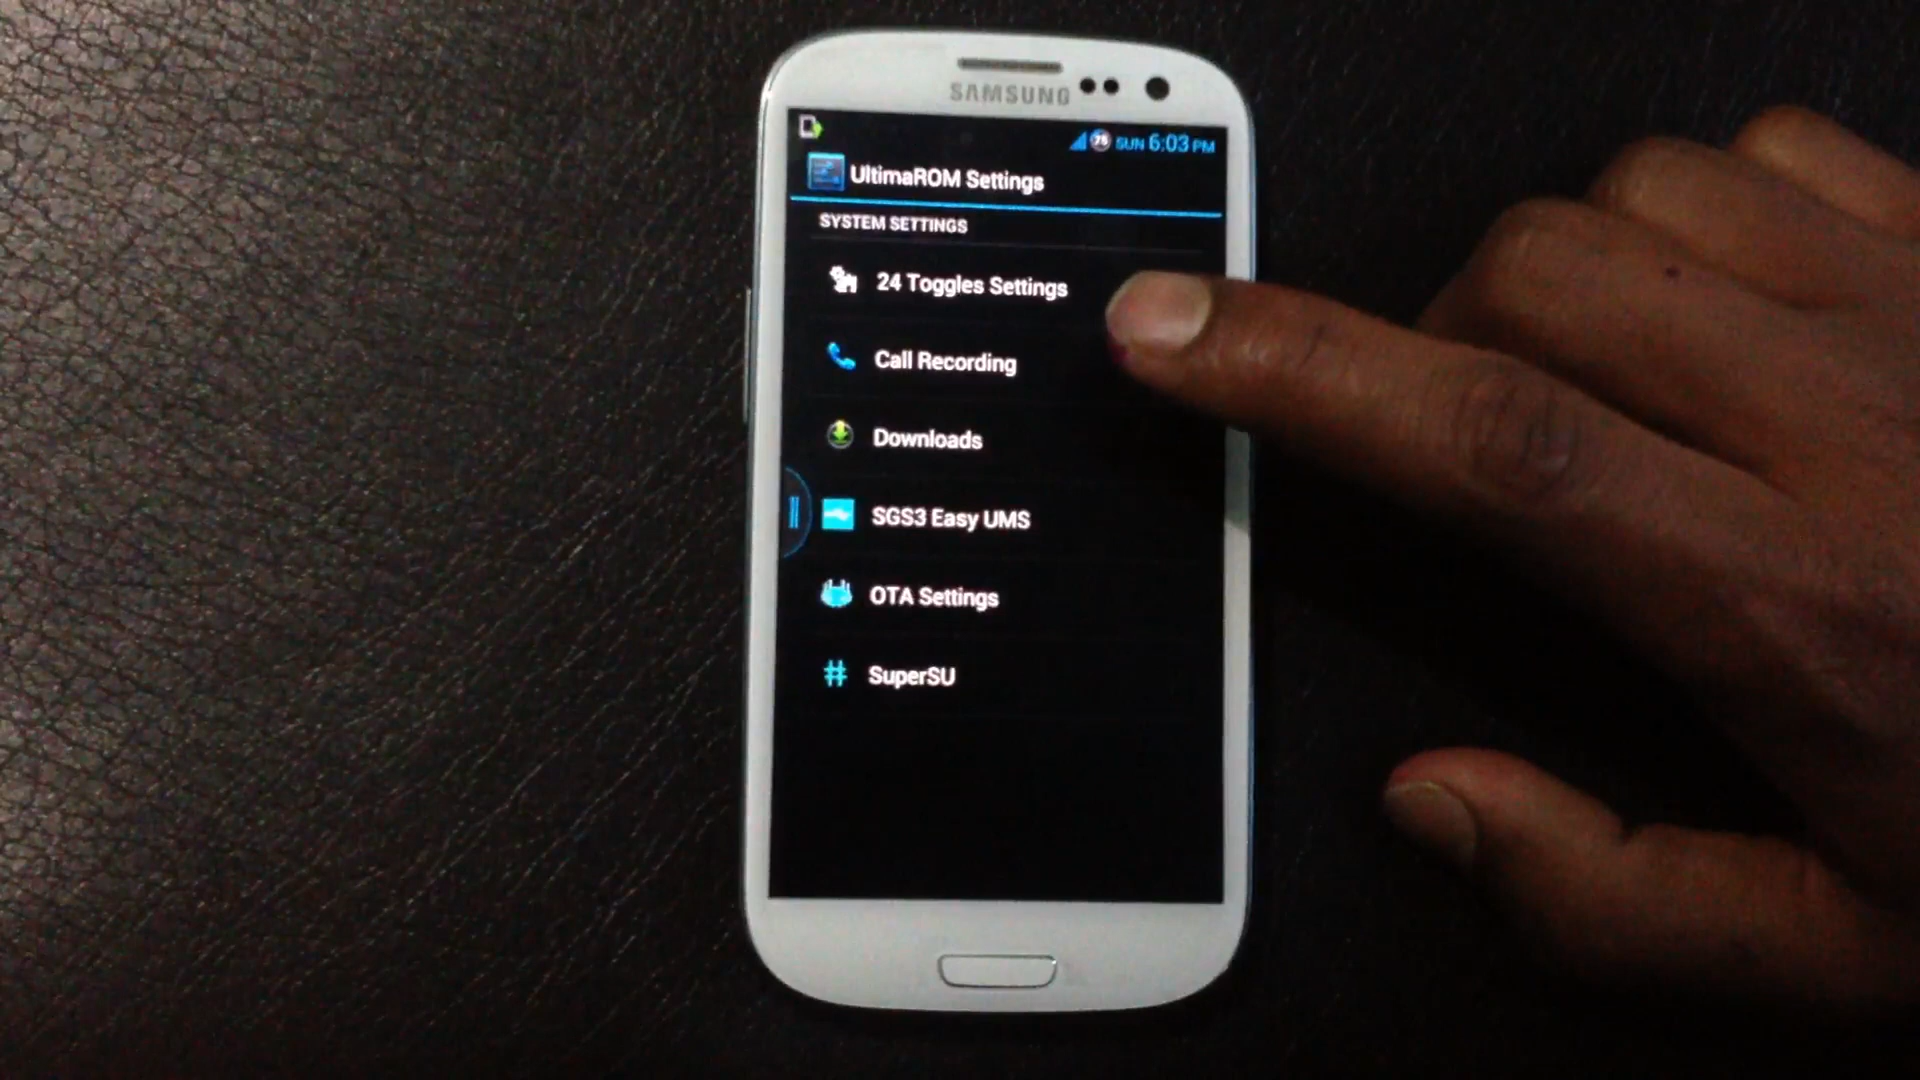 SAMSUNG
75 SUN 6:03 PM
UltimaROM Settings
SYSTEM SETTINGS
24 Toggles Settings
Call Recording
Downloads
SGS3 Easy UMS
OTA Settings
SuperSU